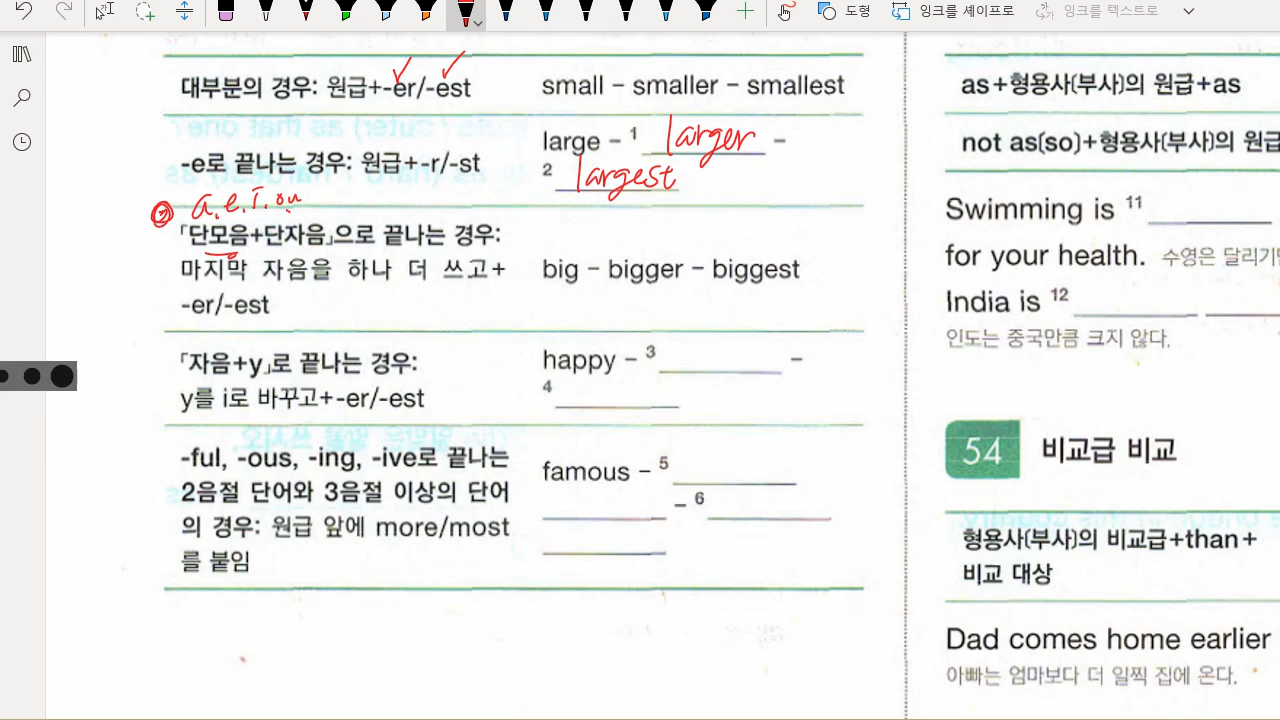 도형
잉크를 셰이프로
잉크를 텍스트로
대부분의 경우: 원급+-er/-est
small – smaller – smallest
-e로 끝나는 경우: 원급+-r/-st
large – 1 larger –
2 largest
a. e. i. o u
「단모음+단자음」으로 끝나는 경우:
마지막 자음을 하나 더 쓰고+
-er/-est
big – bigger – biggest
「자음+y」로 끝나는 경우:
y를 i로 바꾸고+-er/-est
happy – 3 –
4
-ful, -ous, -ing, -ive로 끝나는
2음절 단어와 3음절 이상의 단어
의 경우: 원급 앞에 more/most
를 붙임
famous – 5
– 6
as+형용사(부사)의 원급+as
not as(so)+형용사(부사)의 원급
Swimming is 11
for your health. 수영은 달리기
India is 12
인도는 중국만큼 크지 않다.
54 비교급 비교
형용사(부사)의 비교급+than+
비교 대상
Dad comes home earlier
아빠는 엄마보다 더 일찍 집에 온다.